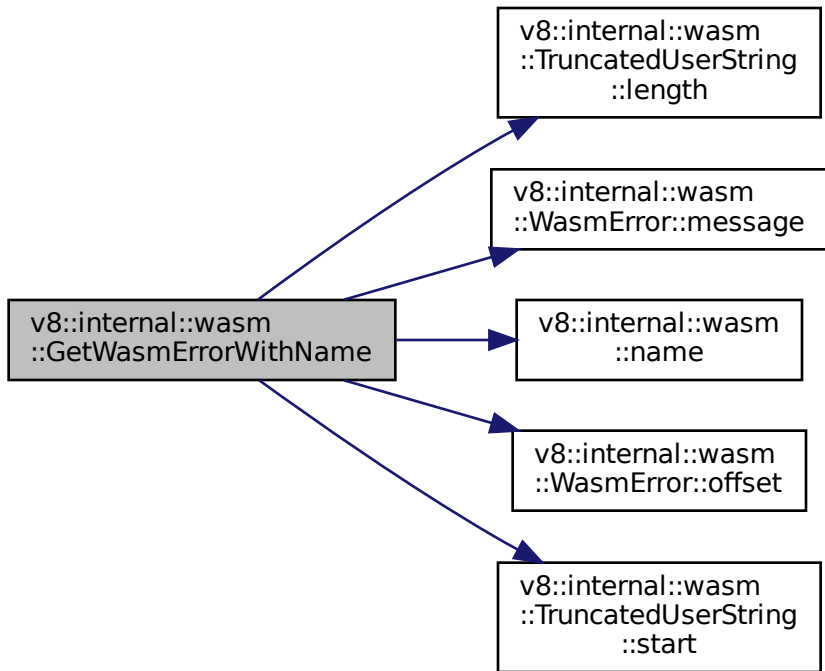 v8::internal::wasm
::TruncatedUserString
::length
v8::internal::wasm
::WasmError::message
v8::internal::wasm
::GetWasmErrorWithName
v8::internal::wasm
::name
v8::internal::wasm
::WasmError::offset
v8::internal::wasm
::TruncatedUserString
::start